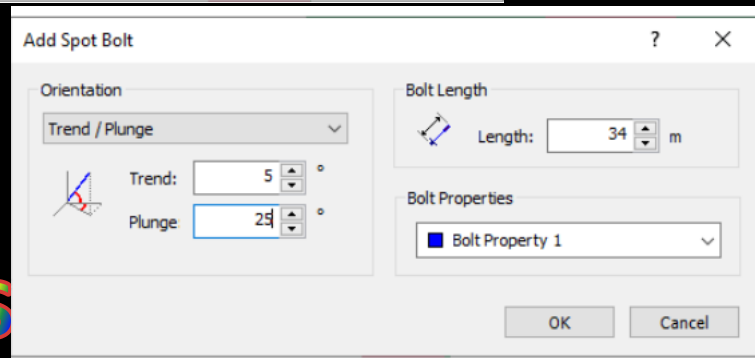 Add Spot Bolt ?
Orientation
Trend / Plunge
Trend: 5 °
Plunge 25 °
Bolt Length
Length: 34 m
Bolt Properties
Bolt Property 1
OK Cancel